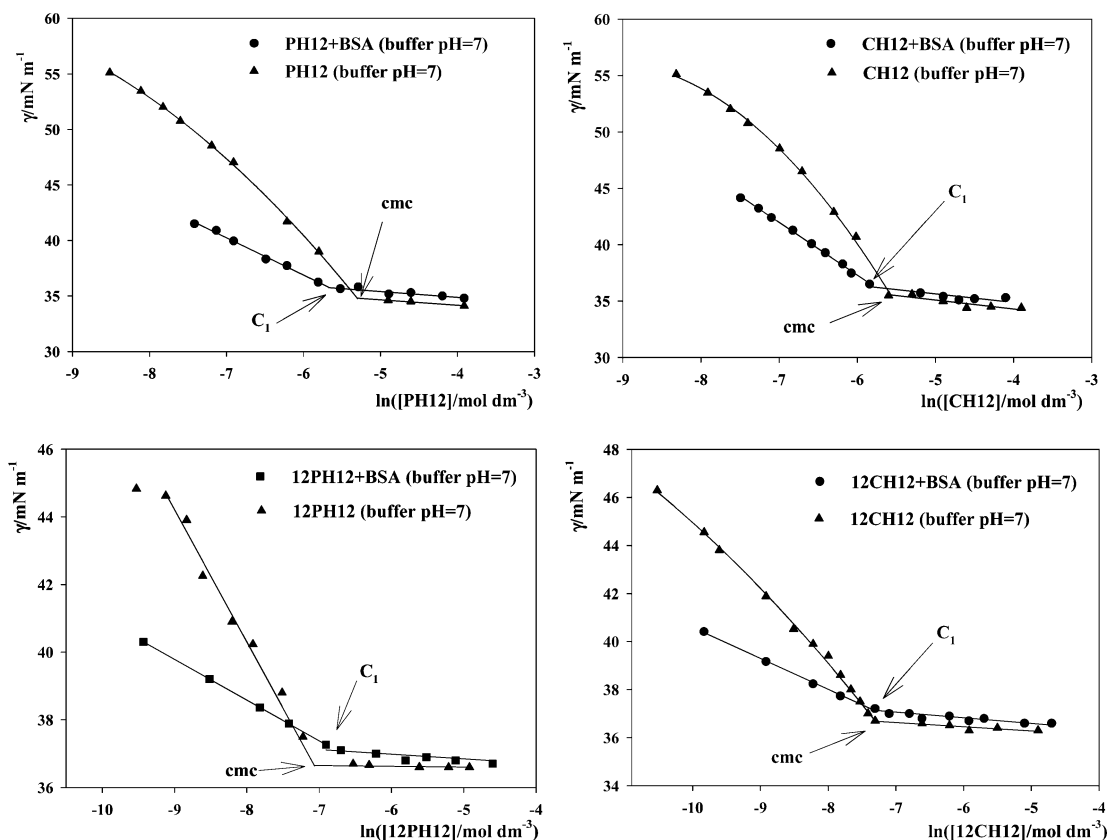 60
55
50
45
40
35
30
γ/mN m-1
PH12+BSA (buffer pH=7)
PH12 (buffer pH=7)
cmc
C1
-9 -8 -7 -6 -5 -4 -3
ln([PH12]/mol dm-3)
60
55
50
45
40
35
30
γ/mN m-1
CH12+BSA (buffer pH=7)
CH12 (buffer pH=7)
C1
cmc
-9 -8 -7 -6 -5 -4 -3
ln([CH12]/mol dm-3)
46
44
42
40
38
36
γ/mN m-1
12PH12+BSA (buffer pH=7)
12PH12 (buffer pH=7)
C1
cmc
-10 -9 -8 -7 -6 -5 -4
ln([12PH12]/mol dm-3)
48
46
44
42
40
38
36
34
γ/mN m-1
12CH12+BSA (buffer pH=7)
12CH12 (buffer pH=7)
C1
cmc
-10 -9 -8 -7 -6 -5 -4
ln([12CH12]/mol dm-3)